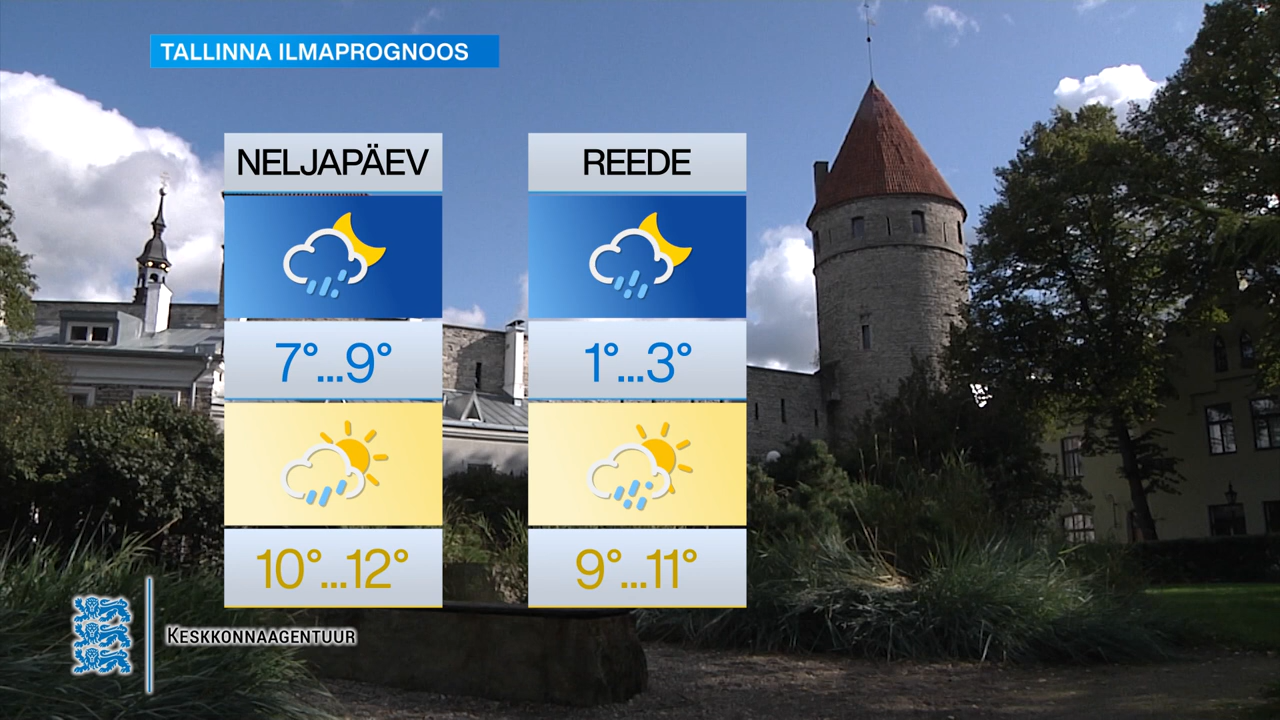 TALLINNA ILMAPROGNOOS
NELJAPÄEV
7°...9°
10°...12°
REEDE
1°...3°
9°...11°
KESKKONNAAGENTUUR